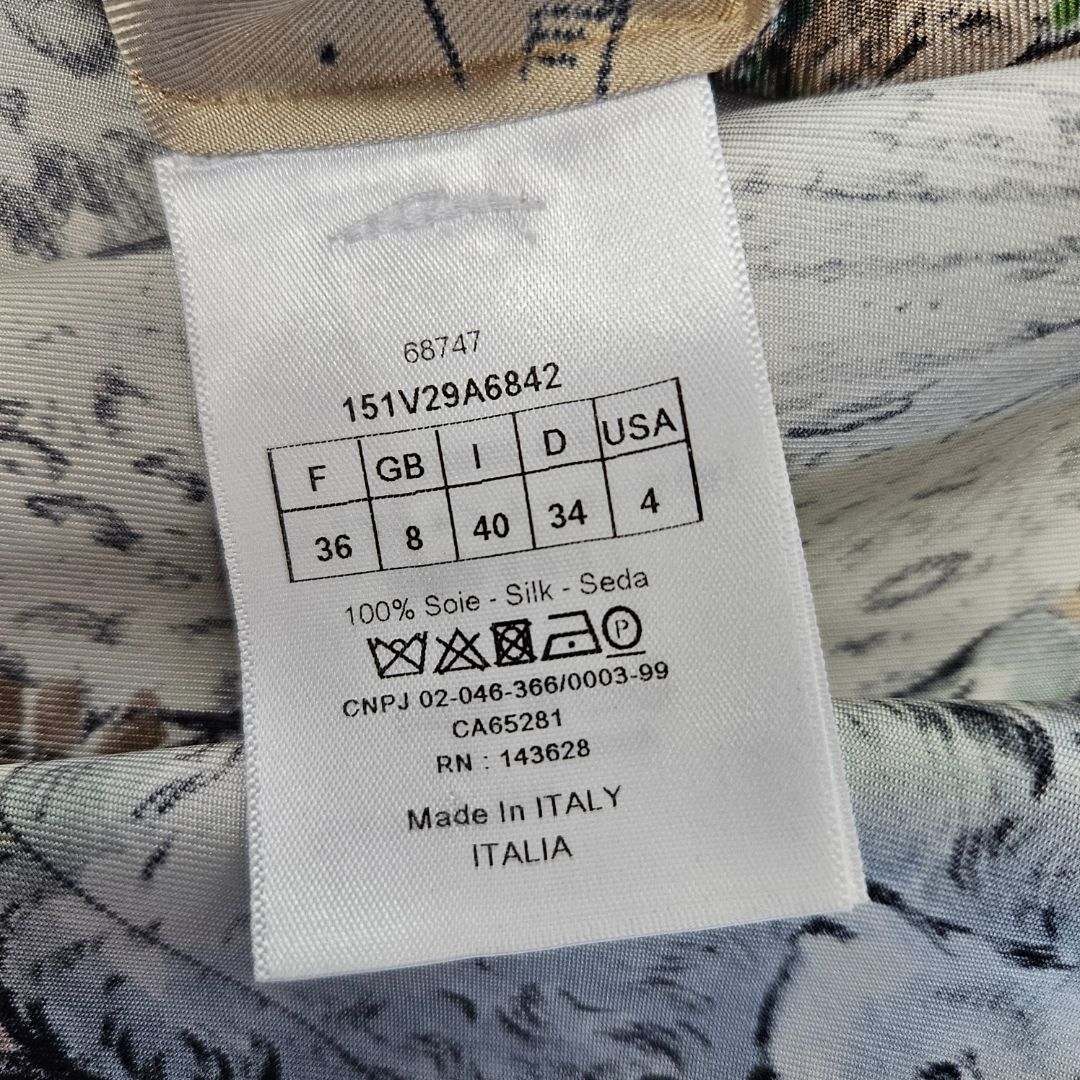 68747
151V29A6842
F GB I D USA
36 8 40 34 4
100% Soie - Silk - Seda
P
CNPJ 02-046-366/0003-99
CA65281
RN : 143628
Made In ITALY
ITALIA